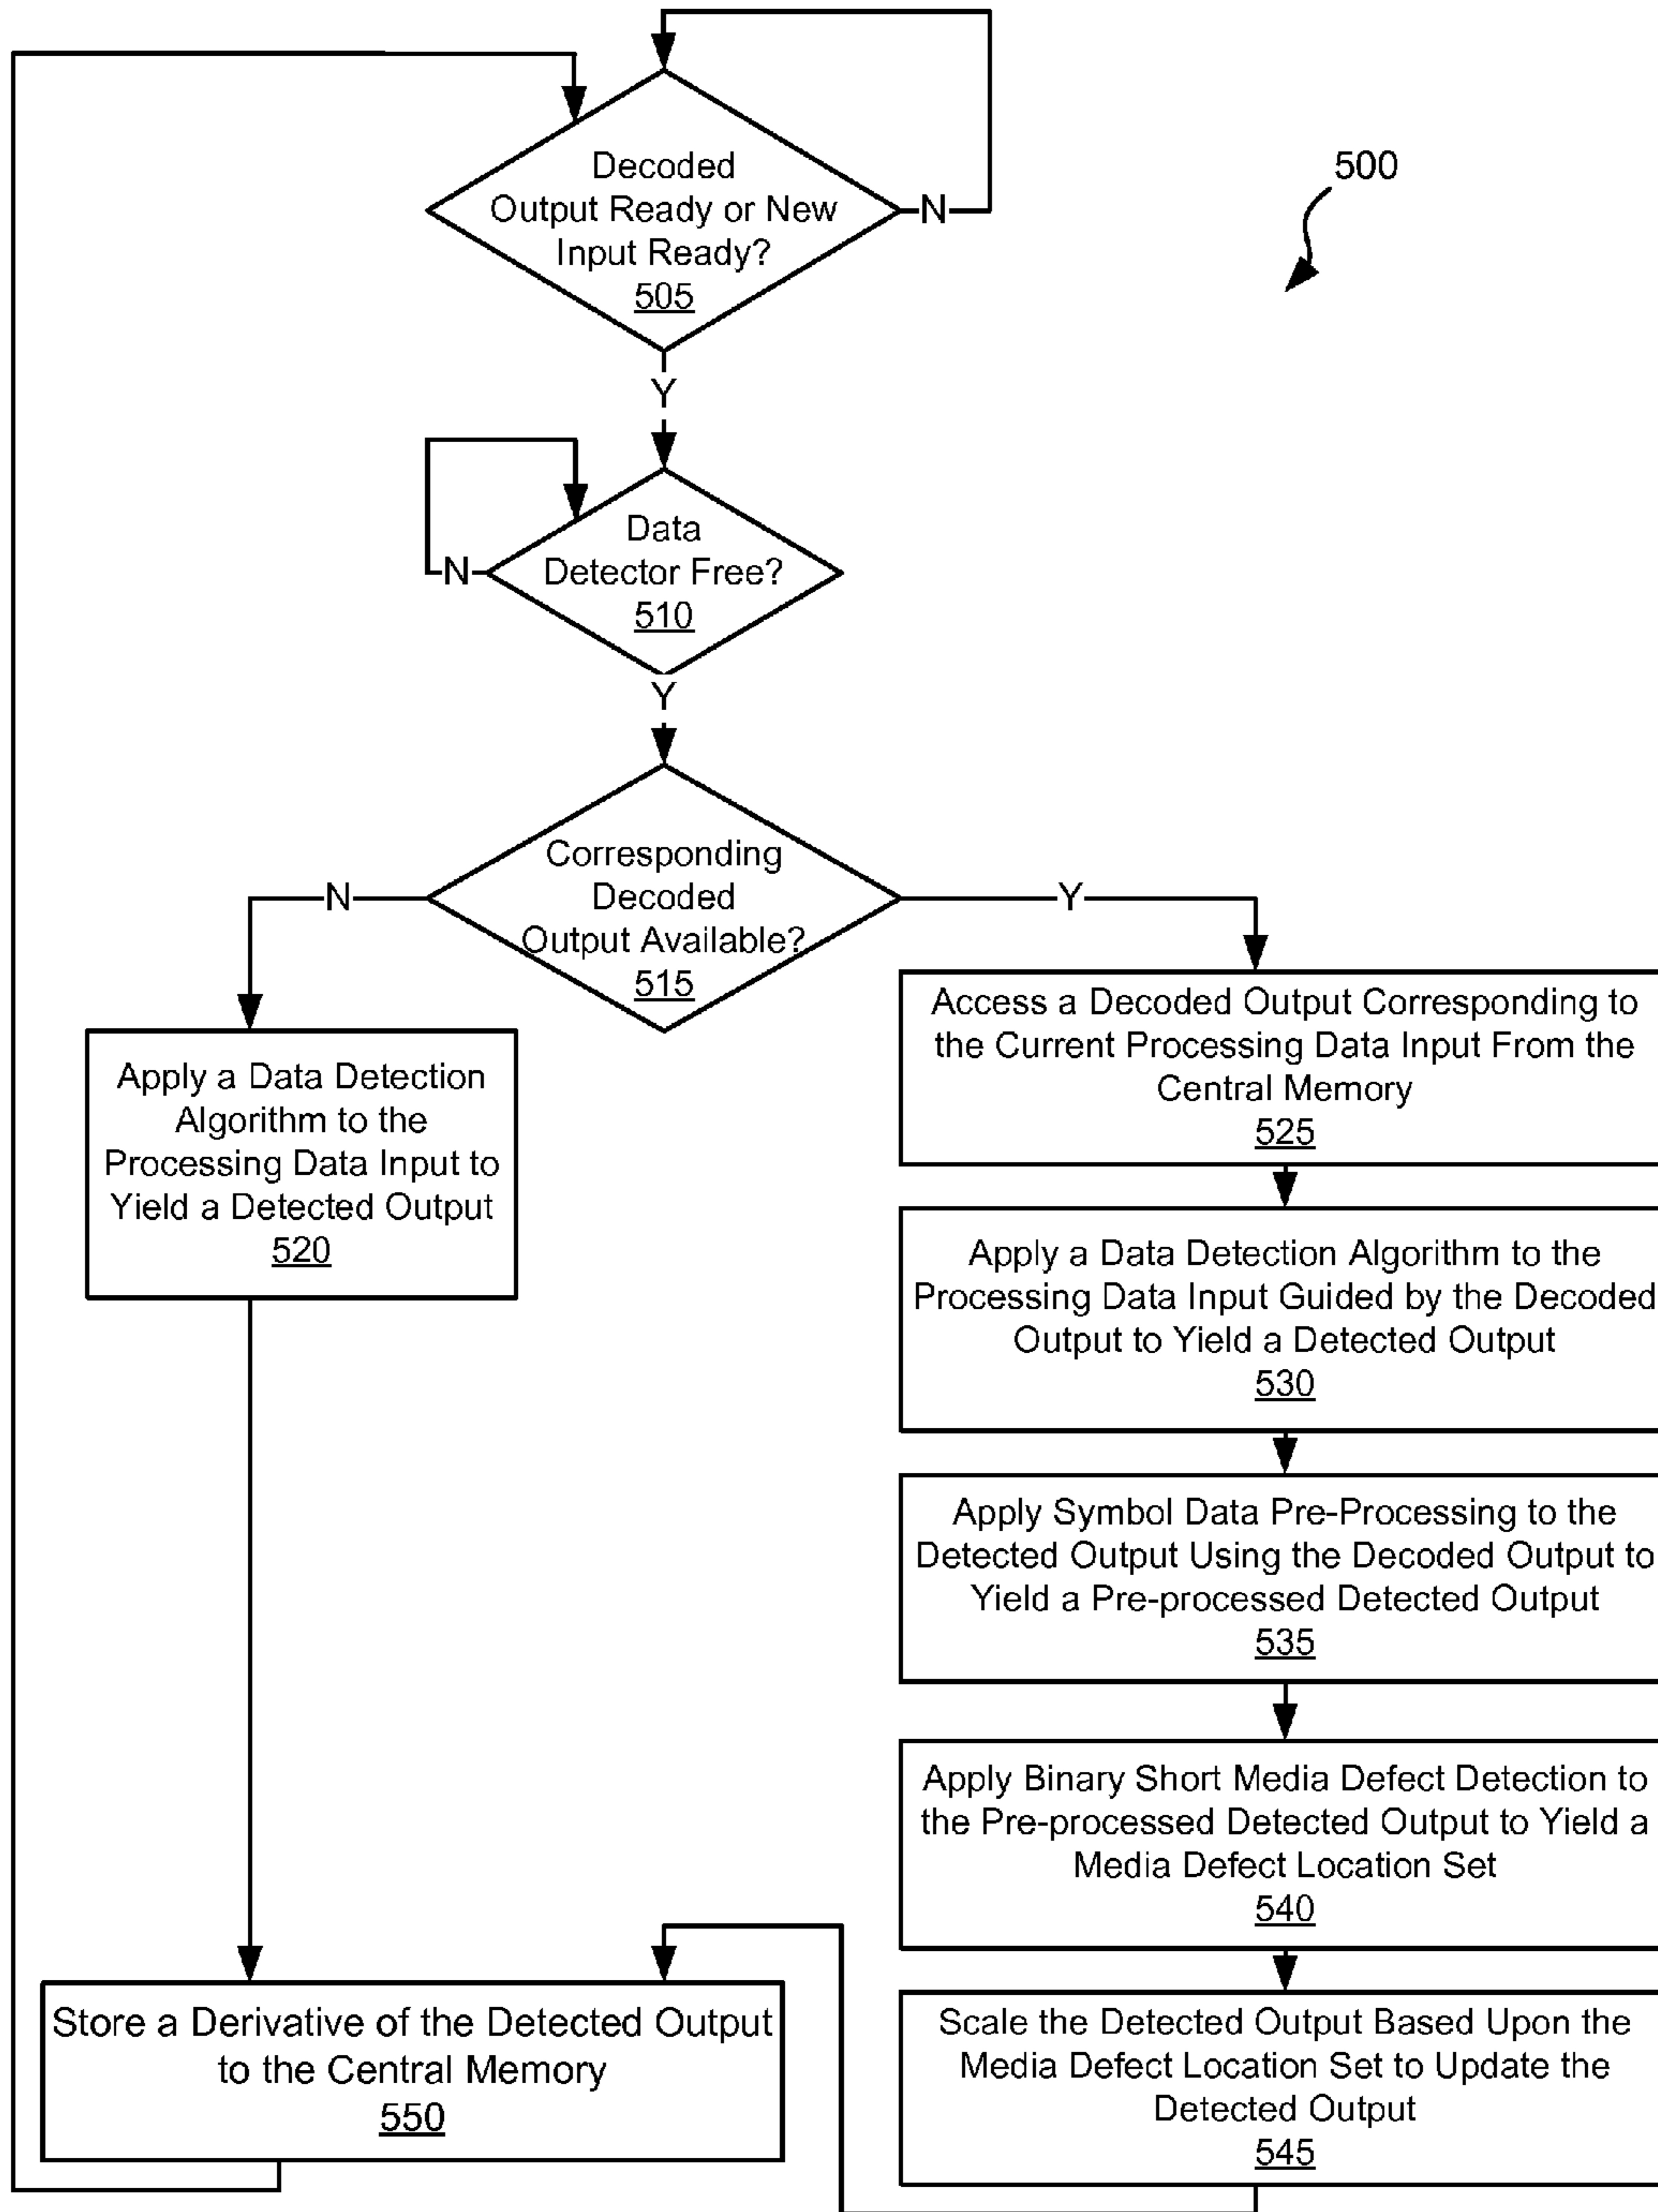 500
Decoded
Output Ready or New
Input Ready?
505
N
Y
Data
Detector Free?
510
N
Y
Corresponding
Decoded
Output Available?
515
N
Y
Apply a Data Detection
Algorithm to the
Processing Data Input to
Yield a Detected Output
520
Access a Decoded Output Corresponding to
the Current Processing Data Input From the
Central Memory
525
Apply a Data Detection Algorithm to the
Processing Data Input Guided by the Decoded
Output to Yield a Detected Output
530
Apply Symbol Data Pre-Processing to the
Detected Output Using the Decoded Output to
Yield a Pre-processed Detected Output
535
Apply Binary Short Media Defect Detection to
the Pre-processed Detected Output to Yield a
Media Defect Location Set
540
Scale the Detected Output Based Upon the
Media Defect Location Set to Update the
Detected Output
545
Store a Derivative of the Detected Output
to the Central Memory
550